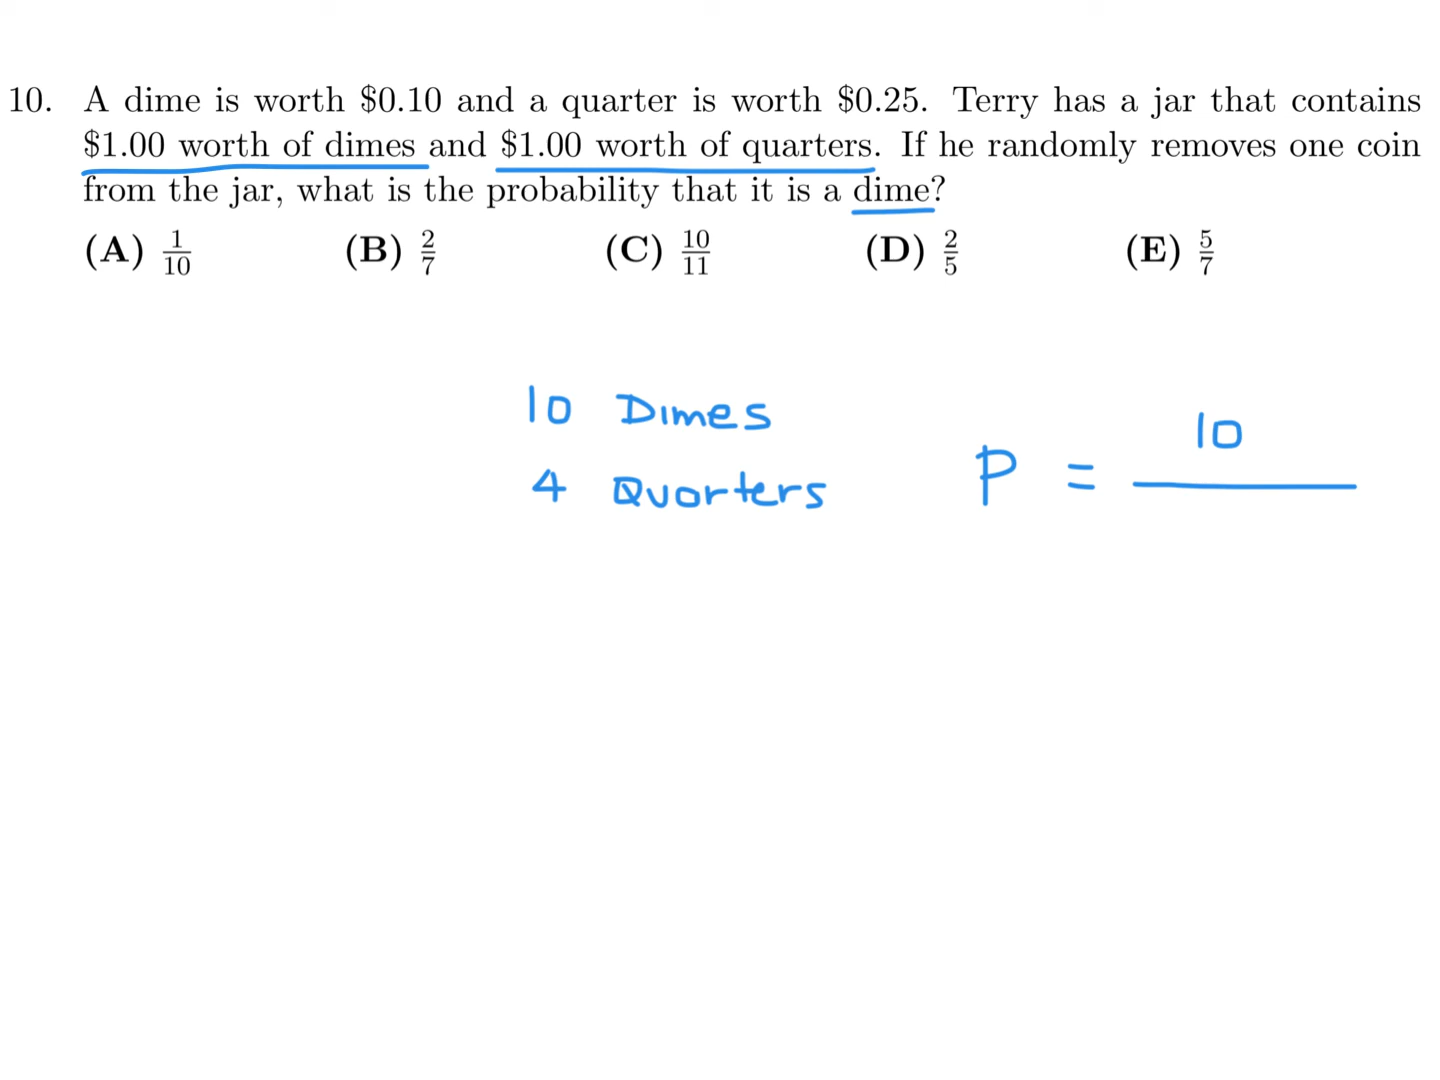 10. A dime is worth $0.10 and a quarter is worth $0.25. Terry has a jar that contains
$1.00 worth of dimes and $1.00 worth of quarters. If he randomly removes one coin
from the jar, what is the probability that it is a dime?
(A) 1/10 (B) 2/7 (C) 10/11 (D) 2/5 (E) 5/7
10 Dimes
4 Quarters
P = 10